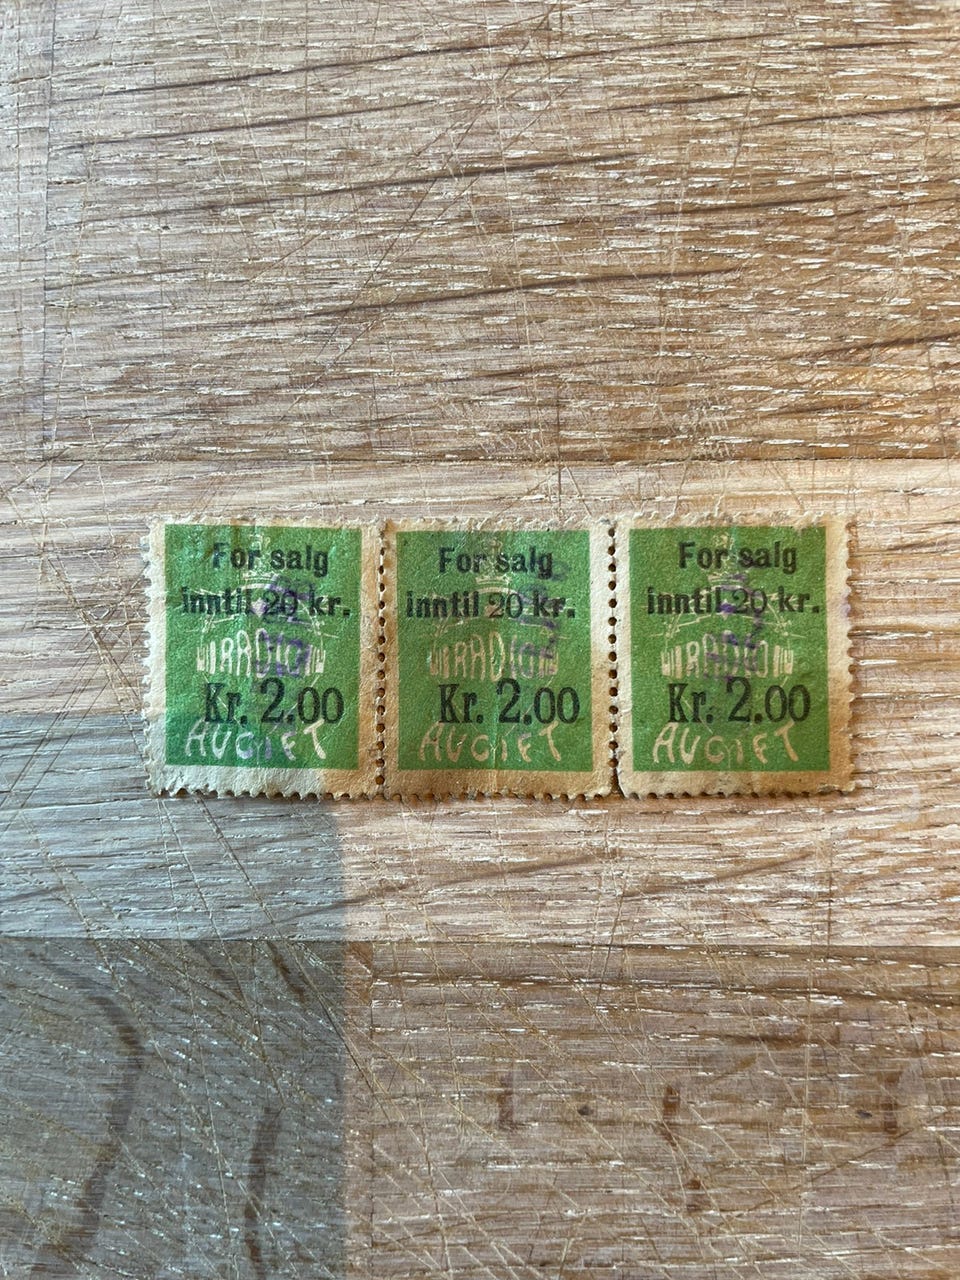 For salg
inntil 20 kr.
RADIO
Kr. 2.00
AVGIFT
For salg
inntil 20 kr.
RADIO
Kr. 2.00
AVGIFT
For salg
inntil 20 kr.
RADIO
Kr. 2.00
AVGIFT